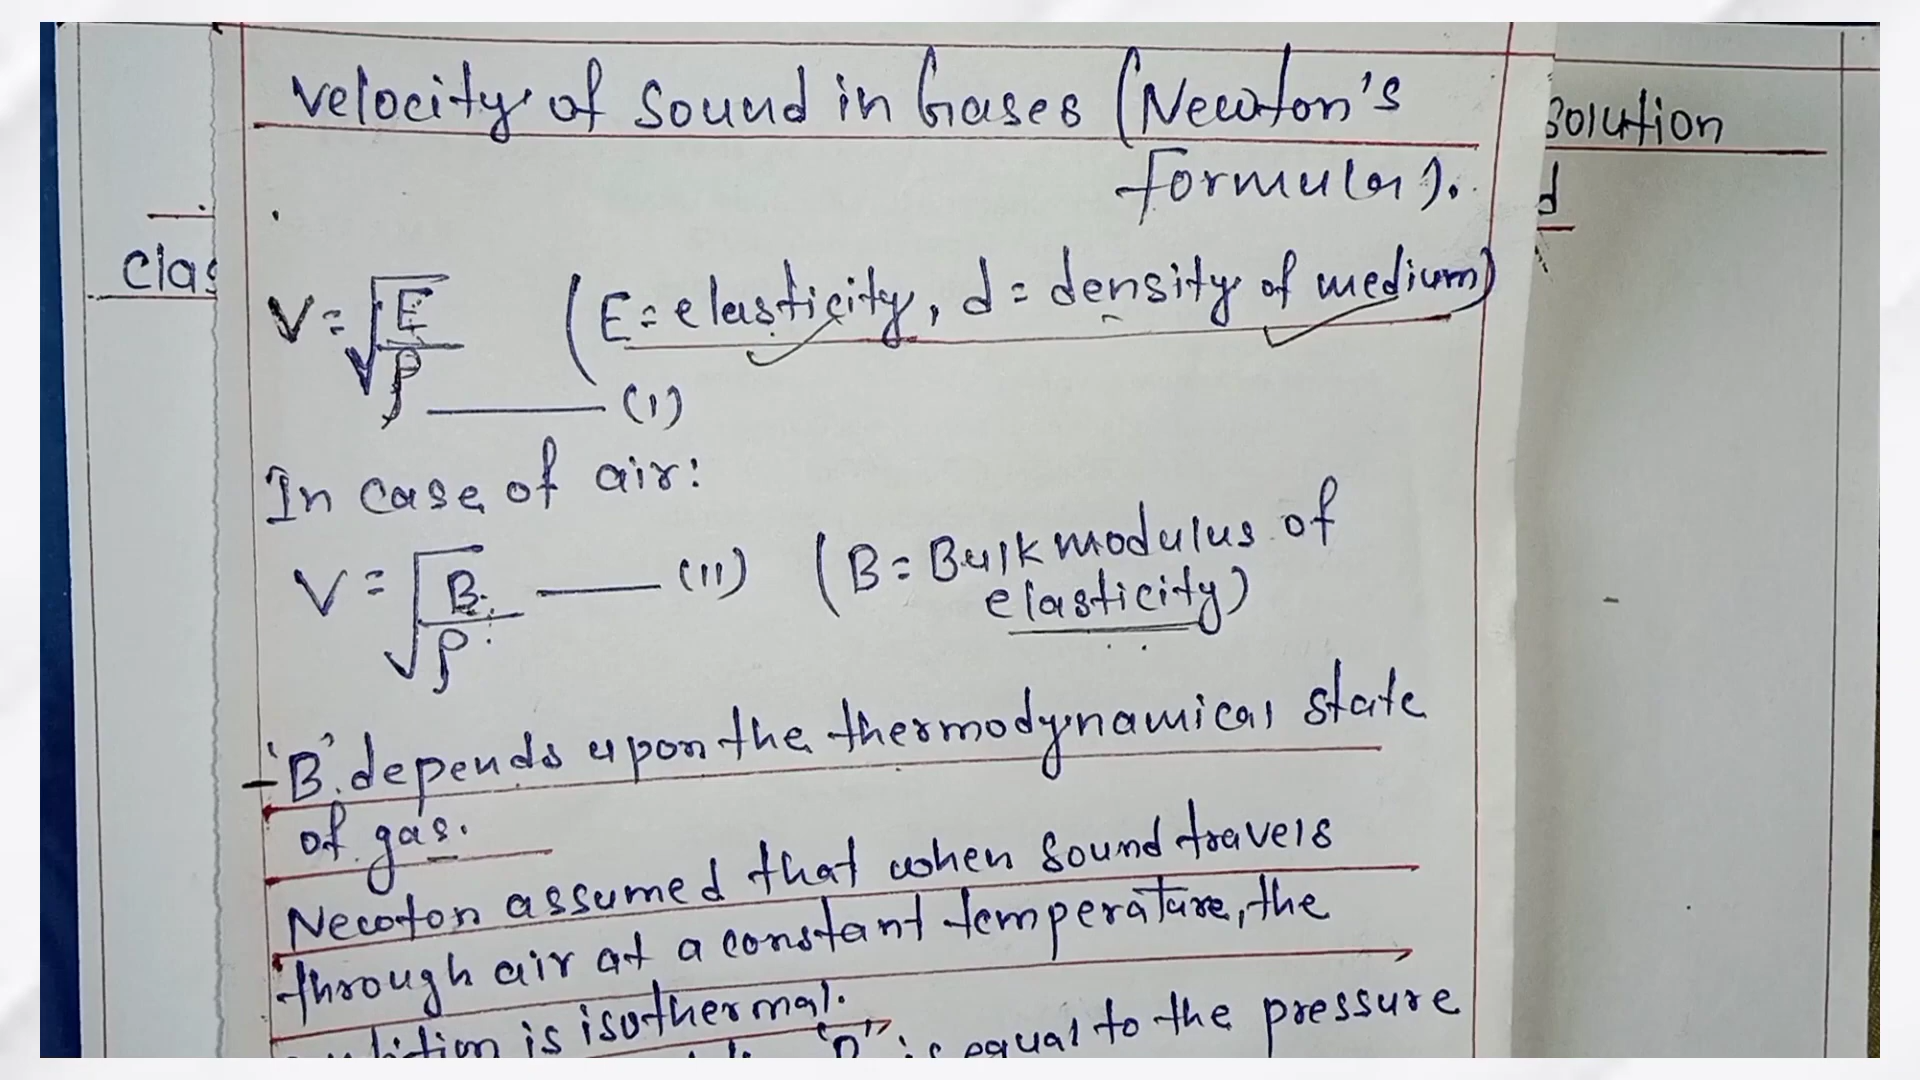 Velocity of Sound in Gases (Newton's
formula).
V = √E/ρ (E = elasticity, d = density of medium)
(I)
In case of air:
V = √B/ρ (II) (B = Bulk modulus of
elasticity)
- 'B' depends upon the thermodynamical state
of gas.
Newton assumed that when sound travels
through air at a constant temperature, the
is isothermal.
is equal to the pressure
solution
d
clas